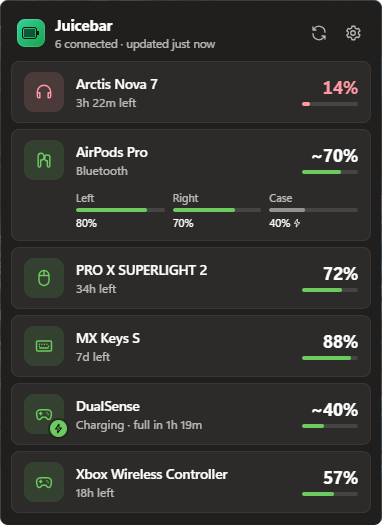 Juicebar
6 connected · updated just now
Arctis Nova 7
14%
3h 22m left
AirPods Pro
~70%
Bluetooth
Left Right Case
80% 70% 40%
PRO X SUPERLIGHT 2
72%
34h left
MX Keys S
88%
7d left
DualSense
~40%
Charging · full in 1h 19m
Xbox Wireless Controller
57%
18h left